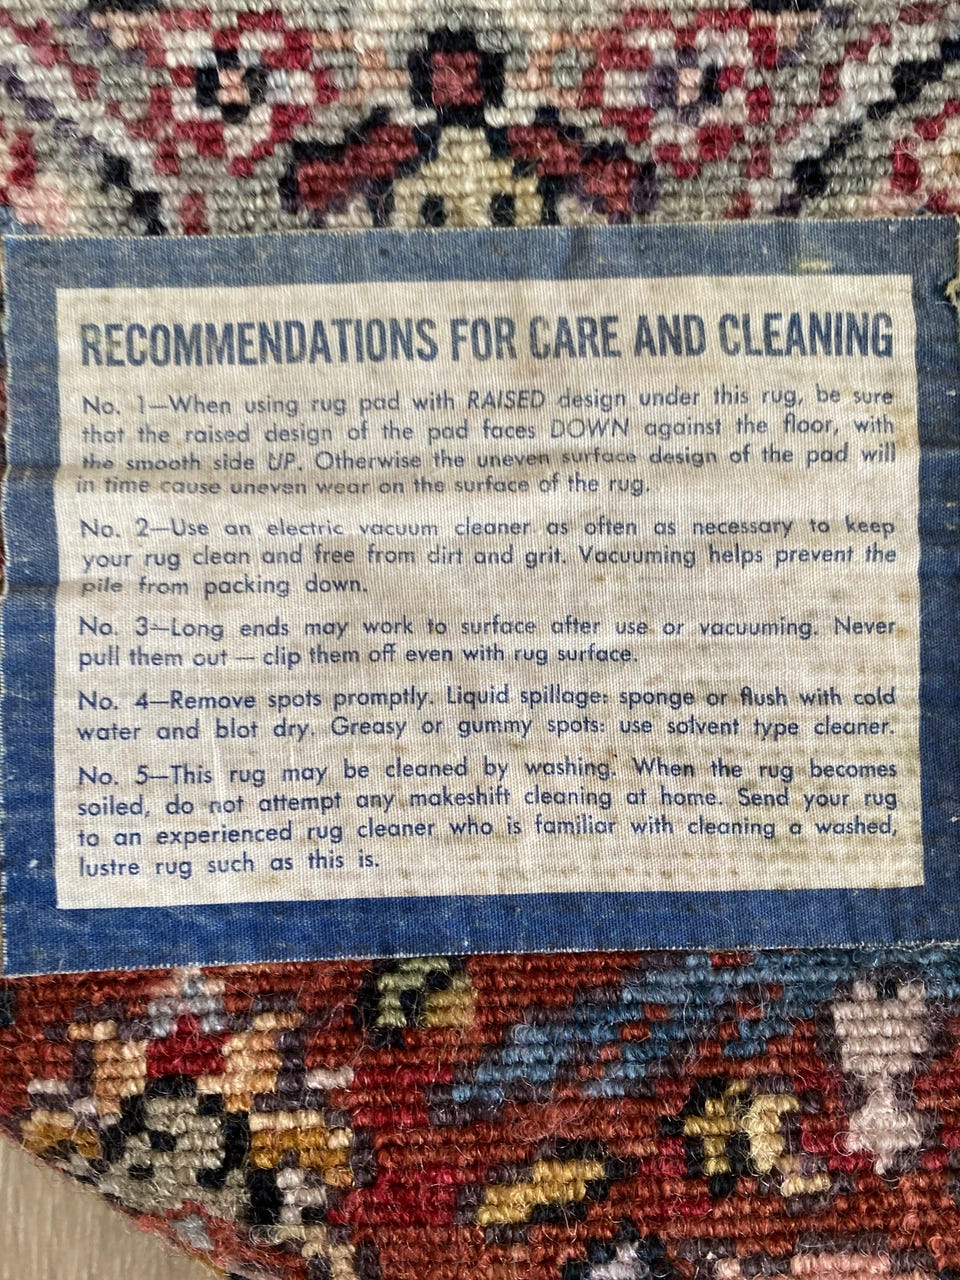 RECOMMENDATIONS FOR CARE AND CLEANING
No. 1—When using rug pad with RAISED design under this rug, be sure
that the raised design of the pad faces DOWN against the floor, with
the smooth side UP. Otherwise the uneven surface design of the pad will
in time cause uneven wear on the surface of the rug.
No. 2—Use an electric vacuum cleaner as often as necessary to keep
your rug clean and free from dirt and grit. Vacuuming helps prevent the
pile from packing down.
No. 3—Long ends may work to surface after use or vacuuming. Never
pull them out — clip them off even with rug surface.
No. 4—Remove spots promptly. Liquid spillage: sponge or flush with cold
water and blot dry. Greasy or gummy spots: use solvent type cleaner.
No. 5—This rug may be cleaned by washing. When the rug becomes
soiled, do not attempt any makeshift cleaning at home. Send your rug
to an experienced rug cleaner who is familiar with cleaning a washed,
lustre rug such as this is.